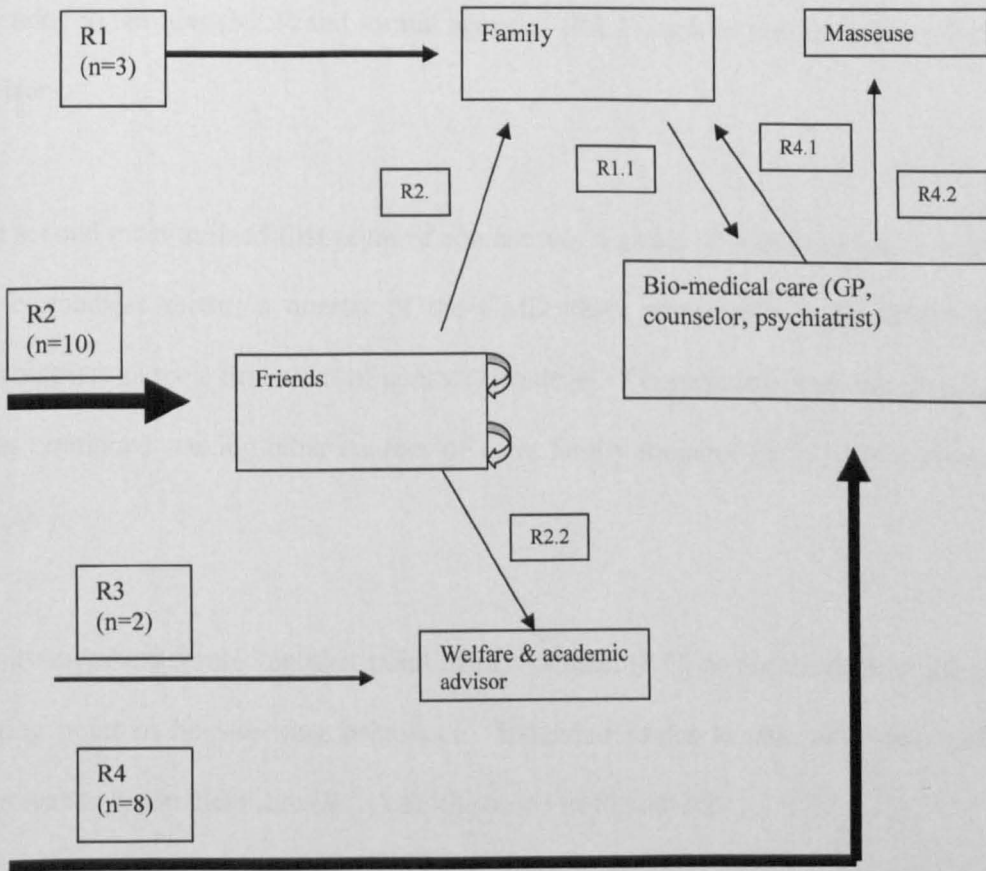 R1
(n=3)
Family
Masseuse
R2.
R1.1
R4.1
R4.2
Bio-medical care (GP,
counselor, psychiatrist)
R2
(n=10)
Friends
R2.2
R3
(n=2)
Welfare & academic
advisor
R4
(n=8)